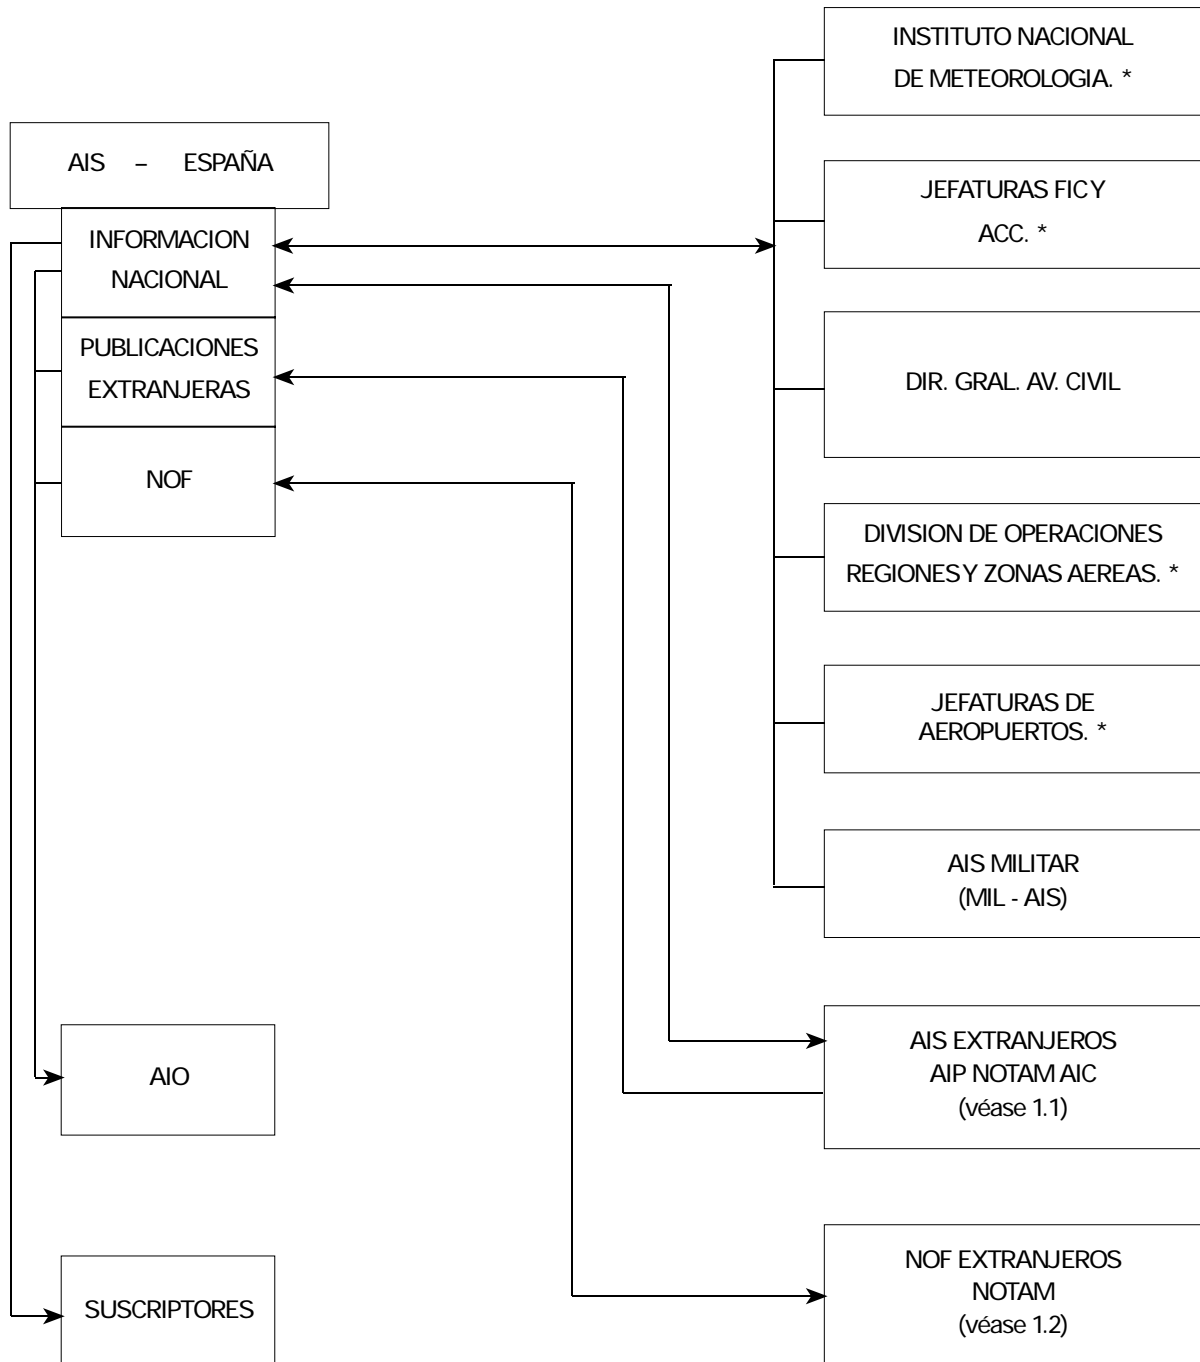 AIS – ESPAÑA
INFORMACION
NACIONAL
PUBLICACIONES
EXTRANJERAS
NOF
AIO
SUSCRIPTORES
INSTITUTO NACIONAL
DE METEOROLOGIA. *
JEFATURAS FIC Y
ACC. *
DIR. GRAL. AV. CIVIL
DIVISION DE OPERACIONES
REGIONES Y ZONAS AEREAS. *
JEFATURAS DE
AEROPUERTOS. *
AIS MILITAR
(MIL - AIS)
AIS EXTRANJEROS
AIP NOTAM AIC
(véase 1.1)
NOF EXTRANJEROS
NOTAM
(véase 1.2)